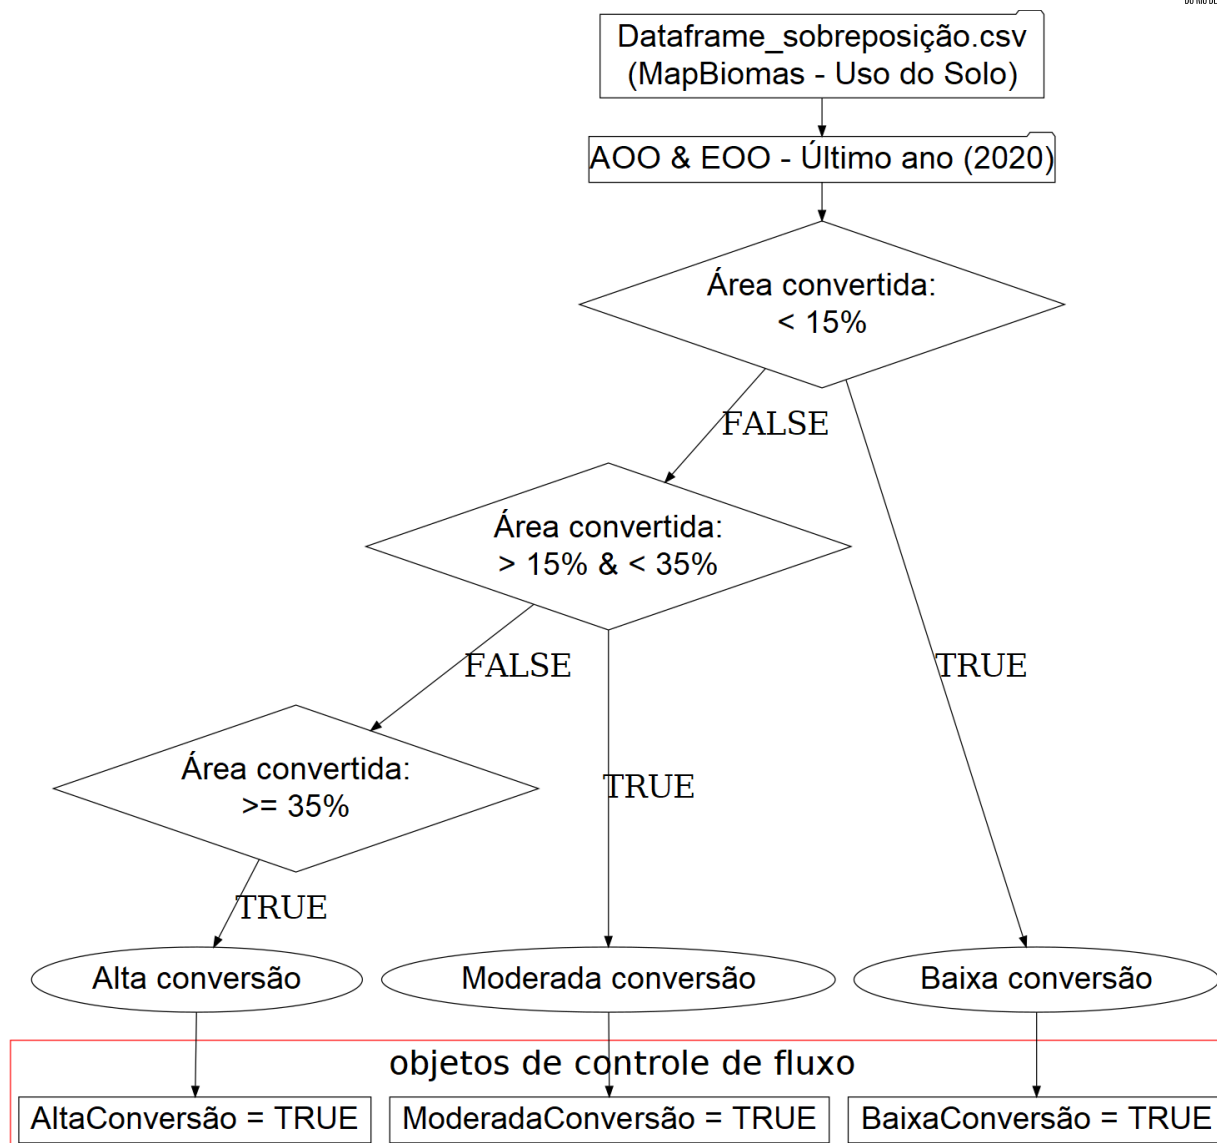 Dataframe_sobreposição.csv
(MapBiomas - Uso do Solo)
AOO & EOO - Último ano (2020)
Área convertida:
< 15%
FALSE
Área convertida:
> 15% & < 35%
FALSE
TRUE
Área convertida:
>= 35%
TRUE
TRUE
Alta conversão
Moderada conversão
Baixa conversão
objetos de controle de fluxo
AltaConversão = TRUE
ModeradaConversão = TRUE
BaixaConversão = TRUE